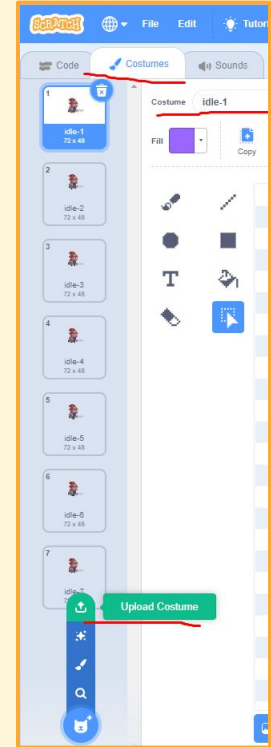 SCRATCH File Edit Tutor
Code Costumes Sounds
1
idle-1
72 x 48
2
idle-2
72 x 48
3
idle-3
72 x 48
4
idle-4
72 x 48
5
idle-5
72 x 48
6
idle-6
72 x 48
7
idle-7
Upload Costume
Costume idle-1
Fill
Copy
T